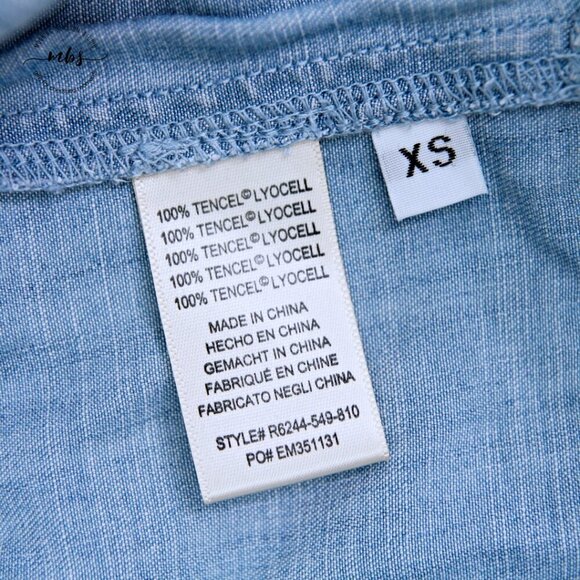 mbs
XS
100% TENCEL©LYOCELL
100% TENCEL©LYOCELL
100% TENCEL©LYOCELL
100% TENCEL©LYOCELL
100% TENCEL©LYOCELL
MADE IN CHINA
HECHO EN CHINA
GEMACHT IN CHINA
FABRIQUÉ EN CHINE
FABRICATO NEGLI CHINA
STYLE# R6244-549-810
PO# EM351131